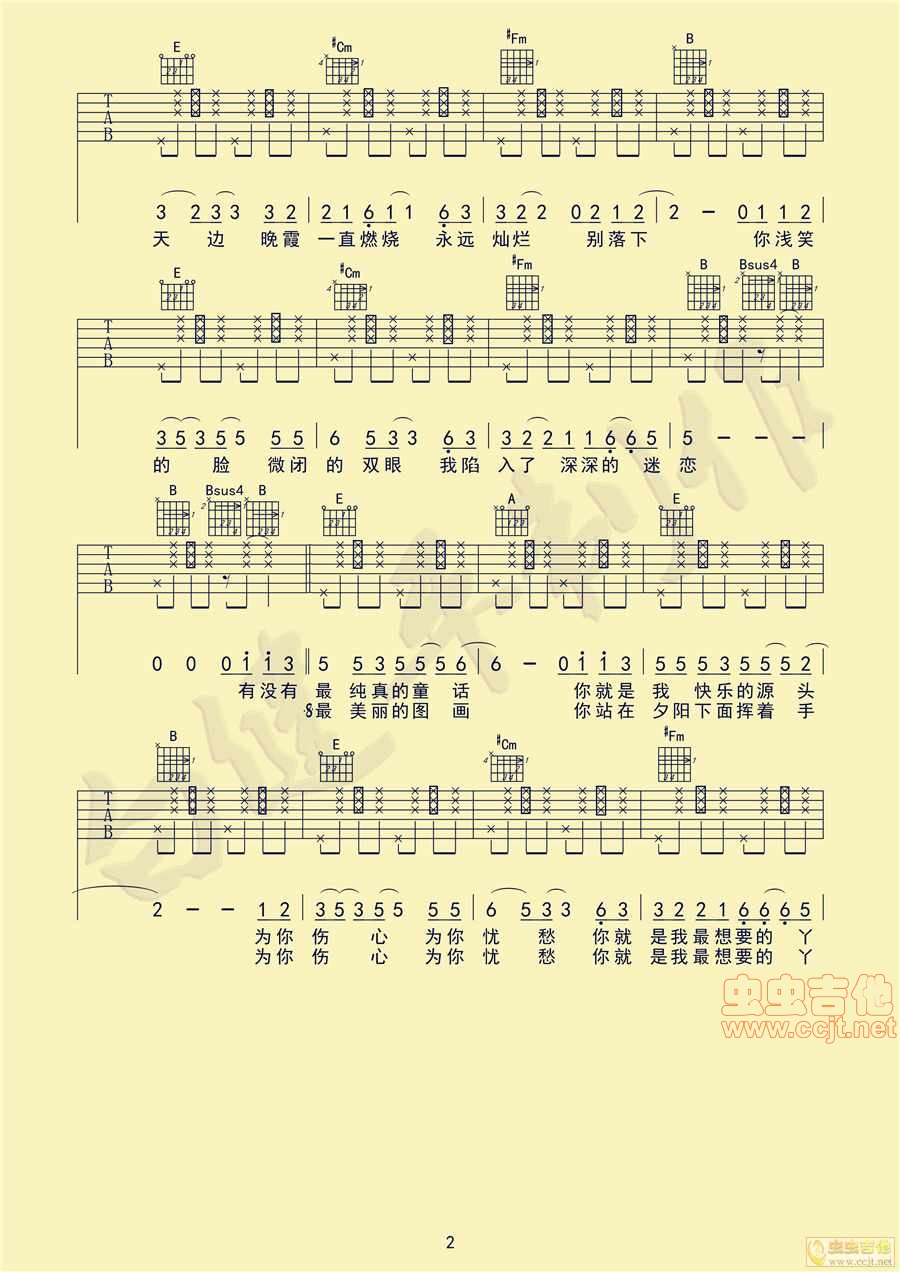 E #Cm #Fm B
T
A
B
3 2 3 3 3 2 | 2 1 6 1 1 6 3 | 3 2 2 0 2 1 2 | 2 - 0 1 1 2
天 边 晚霞 一直燃烧 永远 灿烂 别落下 你浅笑
E #Cm #Fm B Bsus4 B
T
A
B
3 5 3 5 5 5 5 | 6 5 3 3 6 3 | 3 2 2 1 1 6 6 5 | 5 - - -
的 脸 微闭 的 双眼 我陷 入了 深深的 迷 恋
B Bsus4 B E A E
T
A
B
0 0 0 1 1 3 | 5 5 3 5 5 5 6 | 6 - 0 1 1 3 | 5 5 3 5 5 5 2
有没有 最 纯真的童 话 你就是 我 快乐的源 头
𝄋最 美丽的图 画 你站在 夕阳下面挥着 手
B E #Cm #Fm
T
A
B
2 - - 1 2 | 3 5 3 5 5 5 5 | 6 5 3 3 6 3 | 3 2 2 1 6 6 6 5
为你 伤 心 为你 忧 愁 你就 是我最想要的 丫
为你 伤 心 为你 忧 愁 你就 是我最想要的 丫
虫虫吉他
www.ccjt.net
2
虫虫吉他
www.ccjt.net